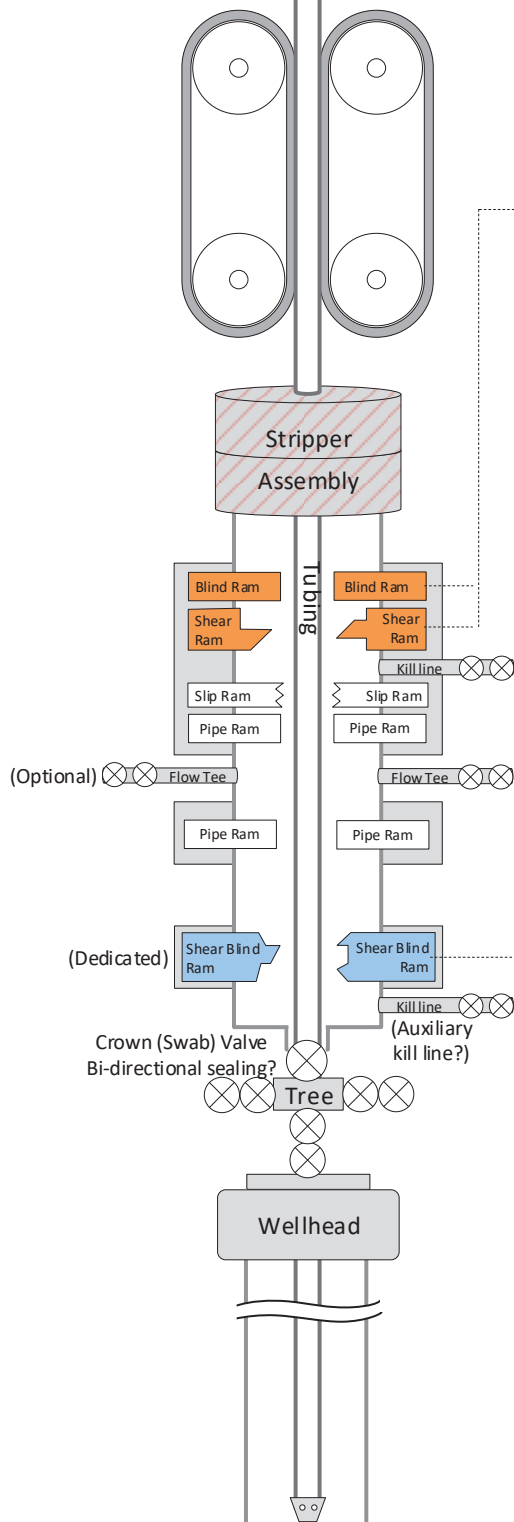 Stripper
Assembly
Tubing
Blind Ram
Blind Ram
Shear
Ram
Shear
Ram
Kill line
Slip Ram
Slip Ram
Pipe Ram
Pipe Ram
(Optional)
Flow Tee
Flow Tee
Pipe Ram
Pipe Ram
(Dedicated)
Shear Blind
Ram
Shear Blind
Ram
Kill line
(Auxiliary
kill line?)
Crown (Swab) Valve
Bi-directional sealing?
Tree
Wellhead